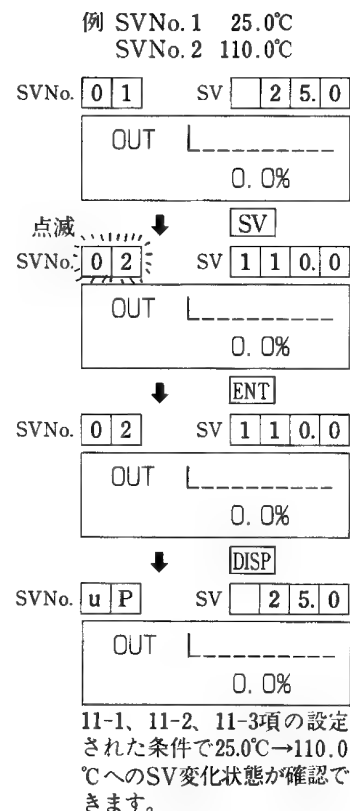 例 SVNo.1 25.0℃
SVNo.2 110.0℃
SVNo. 0 1 SV 2 5. 0
OUT
0.0%
点滅 SV
SVNo. 0 2 SV 1 1 0. 0
OUT
0.0%
ENT
SVNo. 0 2 SV 1 1 0. 0
OUT
0.0%
DISP
SVNo. u P SV 2 5. 0
OUT
0.0%
11-1、11-2、11-3項の設定
された条件で25.0℃→110.0
℃へのSV変化状態が確認で
きます。